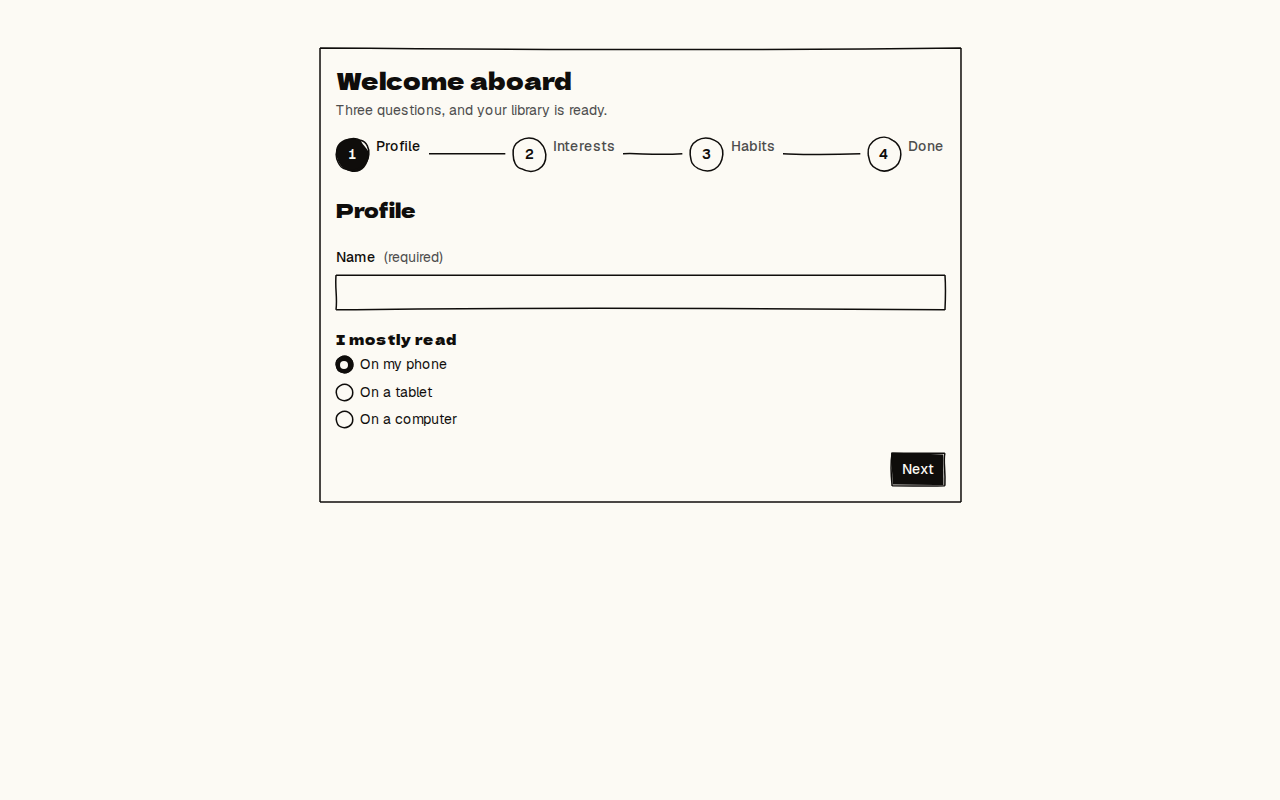 Welcome aboard
Three questions, and your library is ready.
1 Profile 2 Interests 3 Habits 4 Done
Profile
Name (required)
I mostly read
On my phone
On a tablet
On a computer
Next